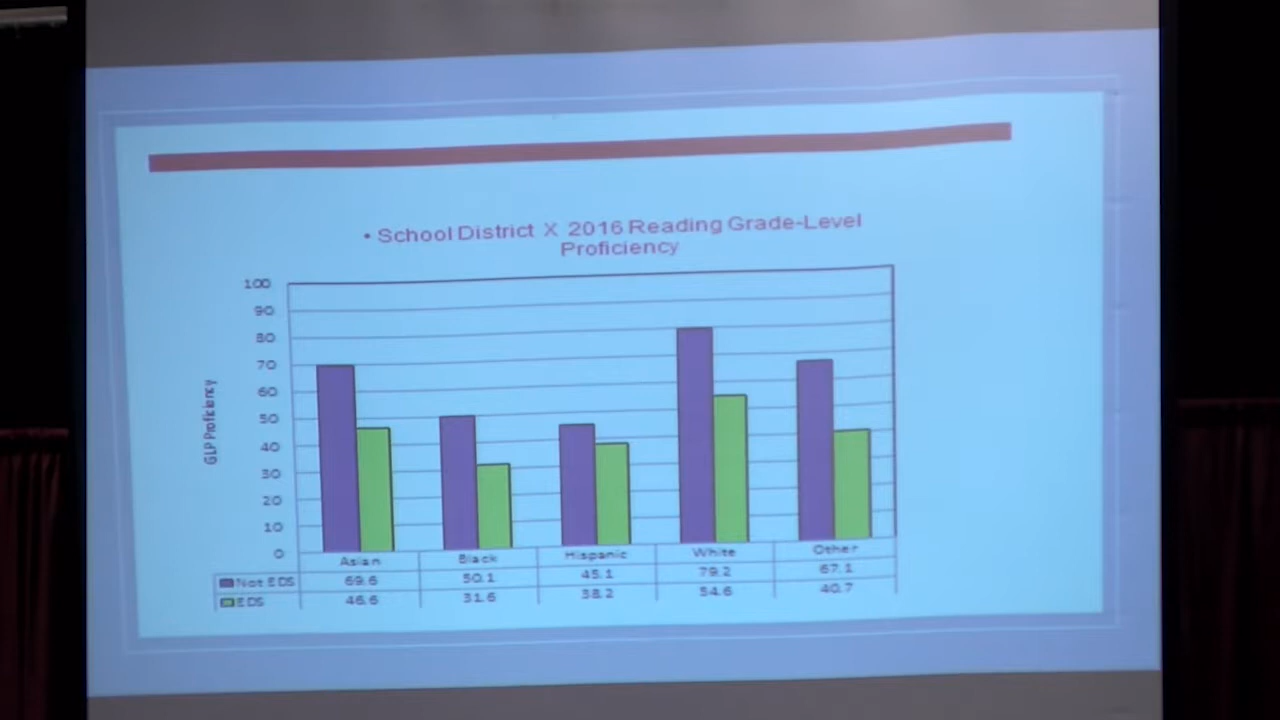 • School District X 2016 Reading Grade-Level
Proficiency
100
90
80
70
60
50
40
30
20
10
0
GLP Proficiency
Asian Black Hispanic White Other
Not EDS 69.6 50.1 45.1 79.2 67.1
EDS 46.6 31.6 38.2 54.6 40.7